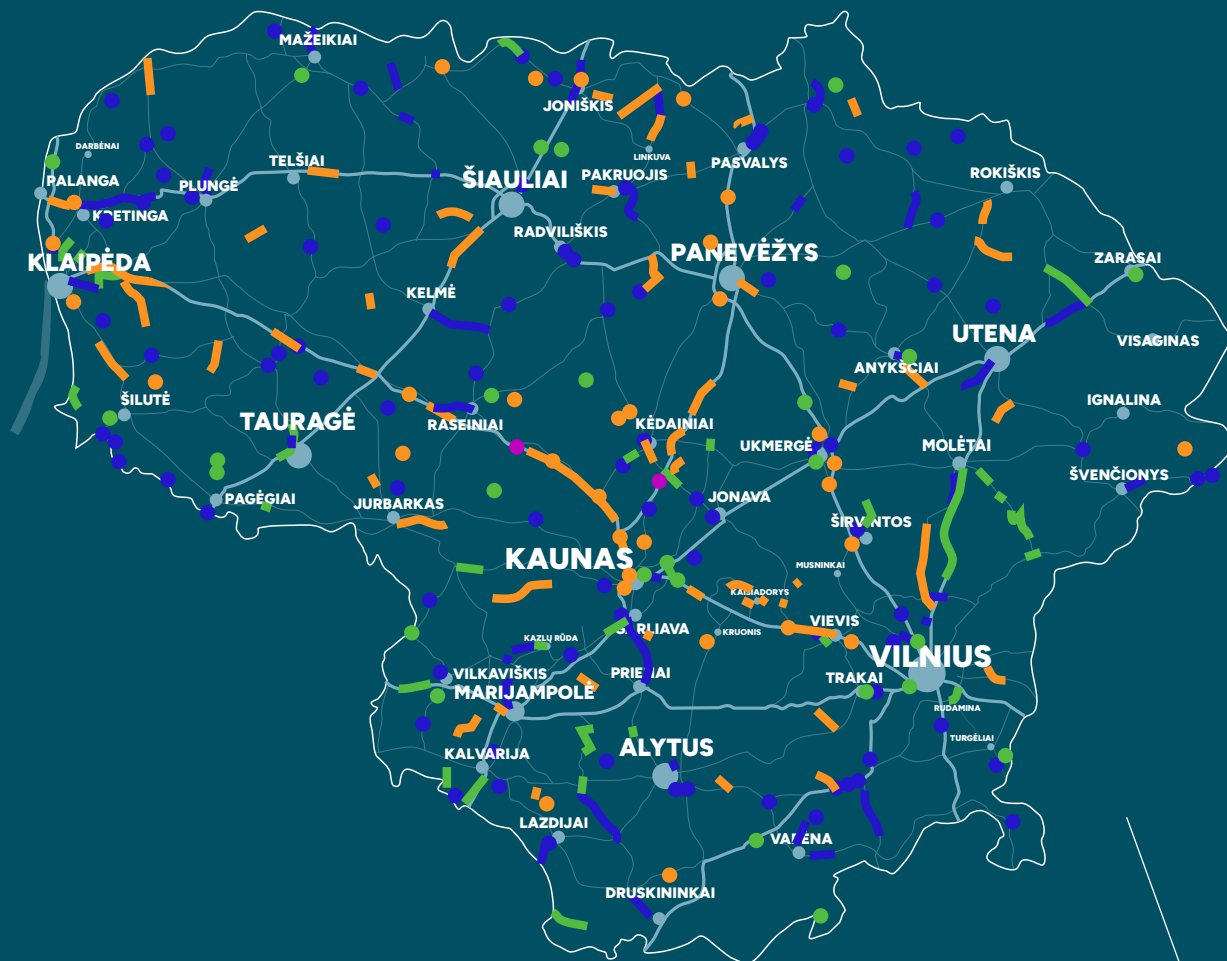 MAŽEIKIAI
JONIŠKIS
DARBĖNAI
LINKUVA
PASVALYS
TELŠIAI
PALANGA
PLUNGĖ
ŠIAULIAI
PAKRUOJIS
ROKIŠKIS
KRETINGA
RADVILIŠKIS
PANEVĖŽYS
KLAIPĖDA
ZARASAI
KELMĖ
UTENA
VISAGINAS
ANYKŠČIAI
ŠILUTĖ
IGNALINA
TAURAGĖ
RASEINIAI
KĖDAINIAI
UKMERGĖ
MOLĖTAI
ŠVENČIONYS
PAGĖGIAI
JURBARKAS
JONAVA
ŠIRVINTOS
KAUNAS
MUSNINKAI
KAIŠIADORYS
VIEVIS
GARLIAVA
KRUONIS
KAZLŲ RŪDA
VILNIUS
VILKAVIŠKIS
PRIENAI
TRAKAI
MARIJAMPOLĖ
RUDAMINA
TURGELIAI
KALVARIJA
ALYTUS
LAZDIJAI
VARĖNA
DRUSKININKAI